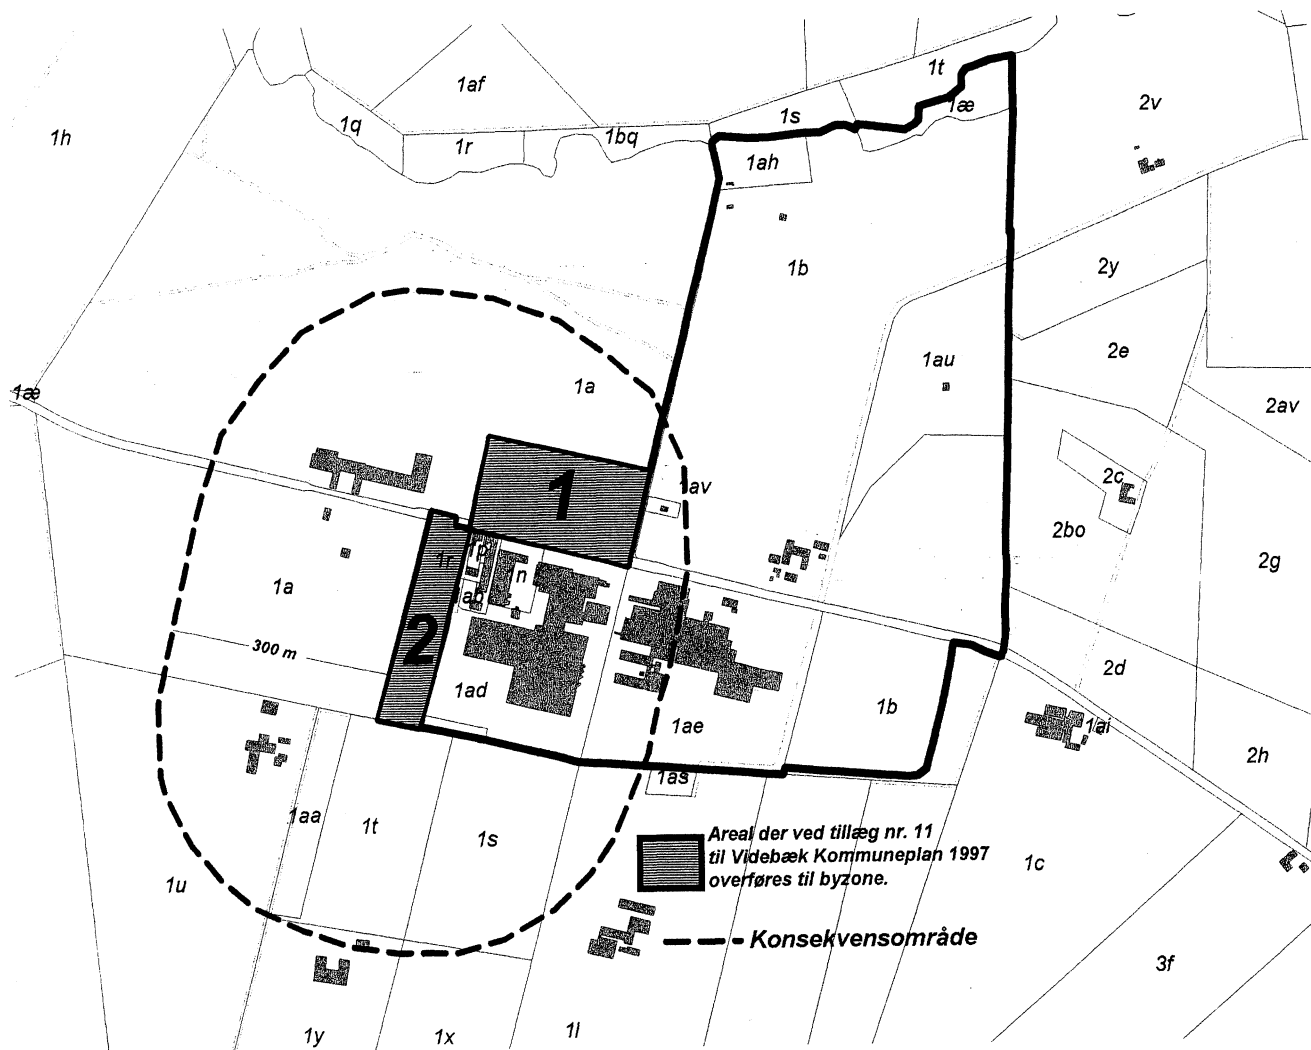 1t
1af
2v
1q
1s
1æ
1h
1r
1bq
1ah
1b
2y
1au
2e
1a
1æ
2av
2c
1
1av
2bo
2g
1r
1p
1n
1a
1ab
2
300 m
2d
1ad
1b
1ae
1ai
2h
1as
1aa
1t
1s
Areal der ved tillæg nr. 11
til Videbæk Kommuneplan 1997
overføres til byzone.
1c
1u
Konsekvensområde
3f
1y
1x
1l